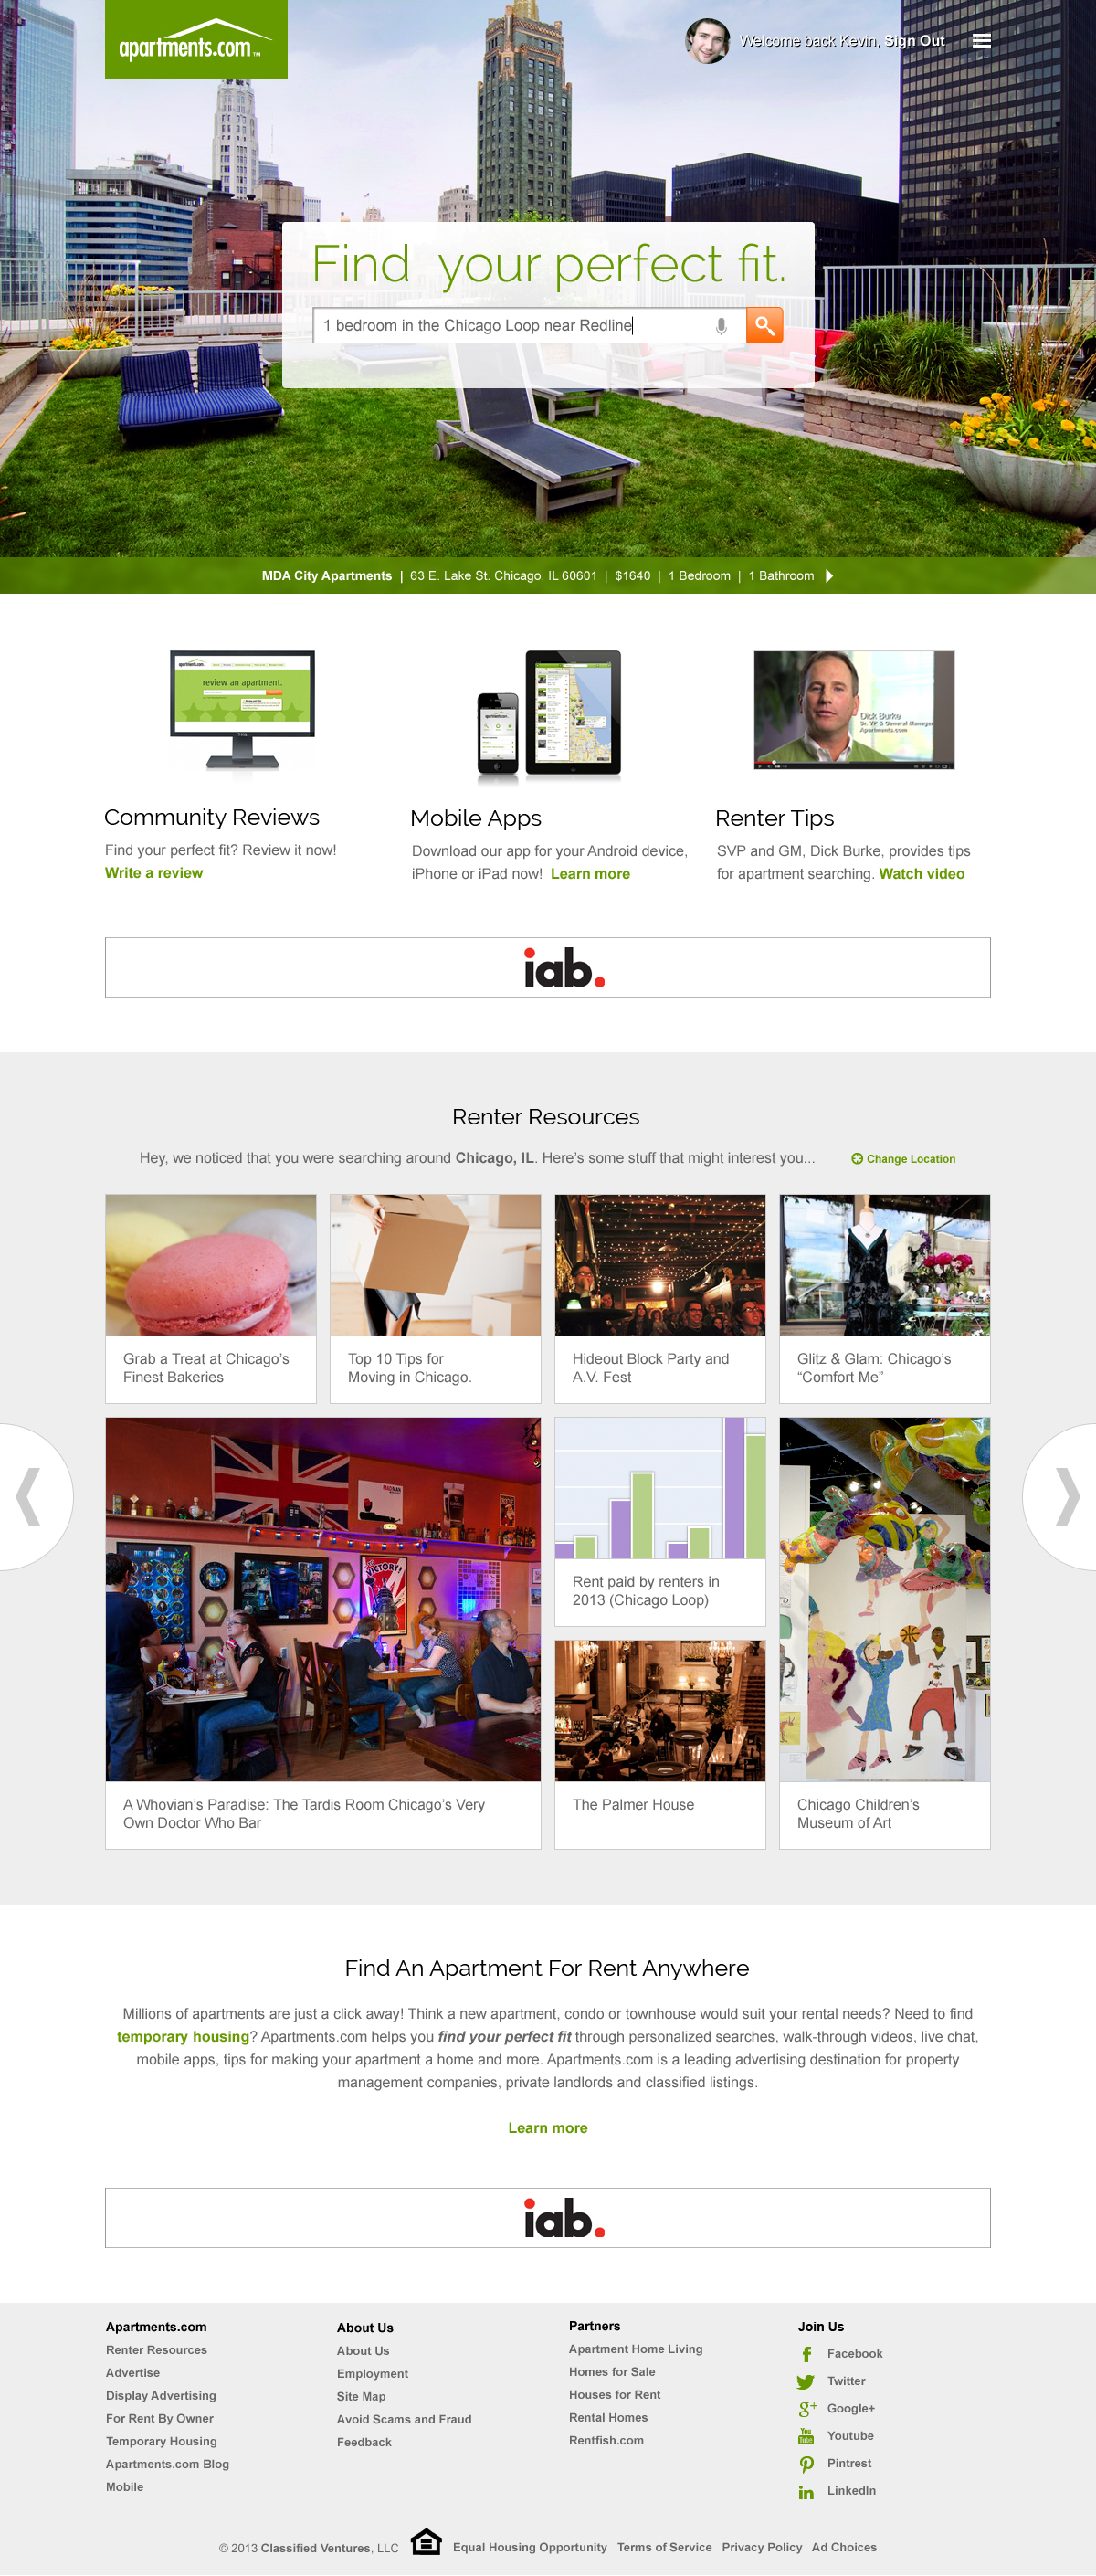 apartments.com™
Welcome back Kevin, Sign Out
Find your perfect fit.
1 bedroom in the Chicago Loop near Redline
MDA City Apartments | 63 E. Lake St. Chicago, IL 60601 | $1640 | 1 Bedroom | 1 Bathroom
apartments.com
review an apartment.
DELL
apartments.com
Dick Burke
Sr. VP & General Manager
Apartments.com
Community Reviews
Find your perfect fit? Review it now!
Write a review
Mobile Apps
Download our app for your Android device,
iPhone or iPad now! Learn more
Renter Tips
SVP and GM, Dick Burke, provides tips
for apartment searching. Watch video
iab.
Renter Resources
Hey, we noticed that you were searching around Chicago, IL. Here's some stuff that might interest you...
Change Location
Grab a Treat at Chicago's
Finest Bakeries
Top 10 Tips for
Moving in Chicago.
Hideout Block Party and
A.V. Fest
Glitz & Glam: Chicago's
“Comfort Me”
VICTORY!
A Whovian's Paradise: The Tardis Room Chicago's Very
Own Doctor Who Bar
Rent paid by renters in
2013 (Chicago Loop)
The Palmer House
Chicago Children's
Museum of Art
Find An Apartment For Rent Anywhere
Millions of apartments are just a click away! Think a new apartment, condo or townhouse would suit your rental needs? Need to find
temporary housing? Apartments.com helps you find your perfect fit through personalized searches, walk-through videos, live chat,
mobile apps, tips for making your apartment a home and more. Apartments.com is a leading advertising destination for property
management companies, private landlords and classified listings.
Learn more
iab.
Apartments.com
Renter Resources
Advertise
Display Advertising
For Rent By Owner
Temporary Housing
Apartments.com Blog
Mobile
About Us
About Us
Employment
Site Map
Avoid Scams and Fraud
Feedback
Partners
Apartment Home Living
Homes for Sale
Houses for Rent
Rental Homes
Rentfish.com
Join Us
Facebook
Twitter
Google+
Youtube
Pintrest
LinkedIn
© 2013 Classified Ventures, LLC
Equal Housing Opportunity Terms of Service Privacy Policy Ad Choices